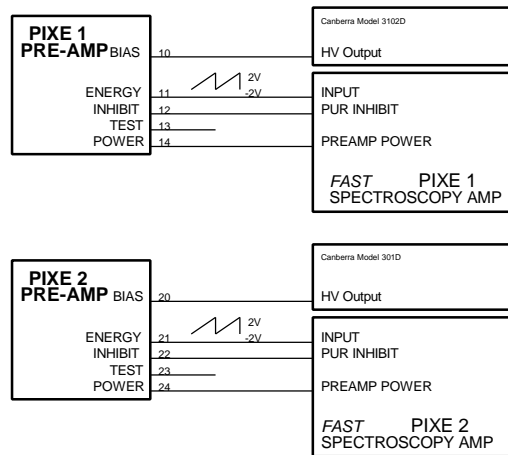 PIXE 1
PRE-AMP BIAS 10
Canberra Model 3102D
HV Output
2V
ENERGY 11 -2V INPUT
INHIBIT 12 PUR INHIBIT
TEST 13
POWER 14 PREAMP POWER
FAST PIXE 1
SPECTROSCOPY AMP
Canberra Model 301D
PIXE 2
PRE-AMP BIAS 20 HV Output
2V
ENERGY 21 -2V INPUT
INHIBIT 22 PUR INHIBIT
TEST 23
POWER 24 PREAMP POWER
FAST PIXE 2
SPECTROSCOPY AMP